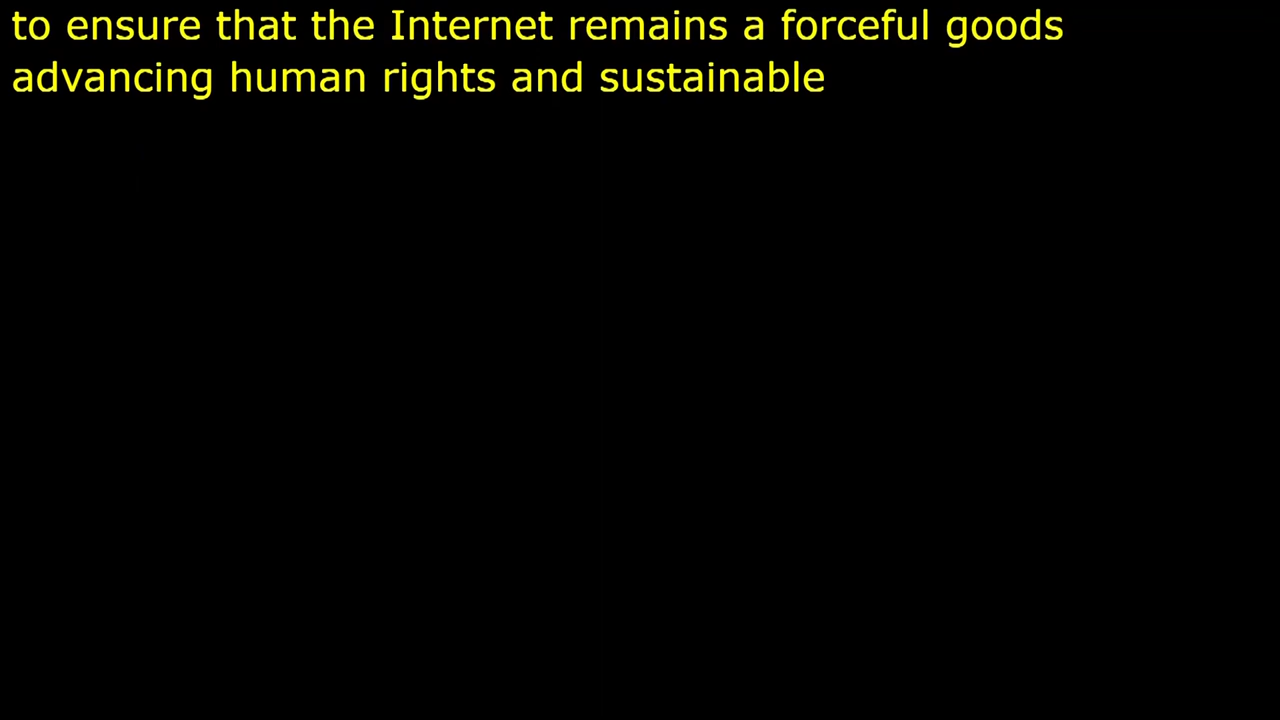 to ensure that the Internet remains a forceful goods
advancing human rights and sustainable